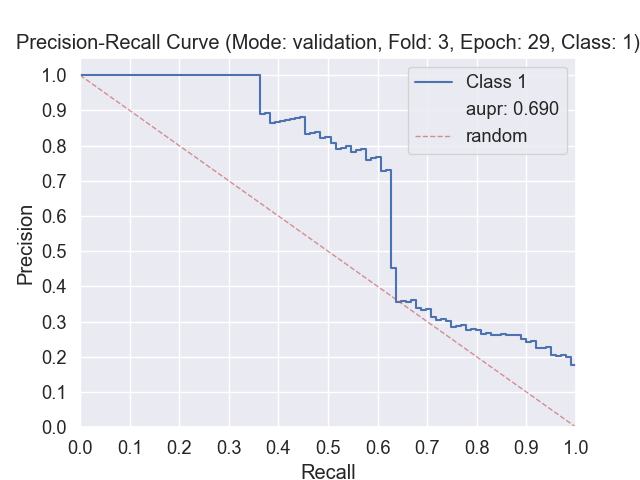 Precision-Recall Curve (Mode: validation, Fold: 3, Epoch: 29, Class: 1)
1.0
0.9
0.8
0.7
0.6
0.5
0.4
0.3
0.2
0.1
0.0
Precision
Class 1
aupr: 0.690
random
0.0 0.1 0.2 0.3 0.4 0.5 0.6 0.7 0.8 0.9 1.0
Recall